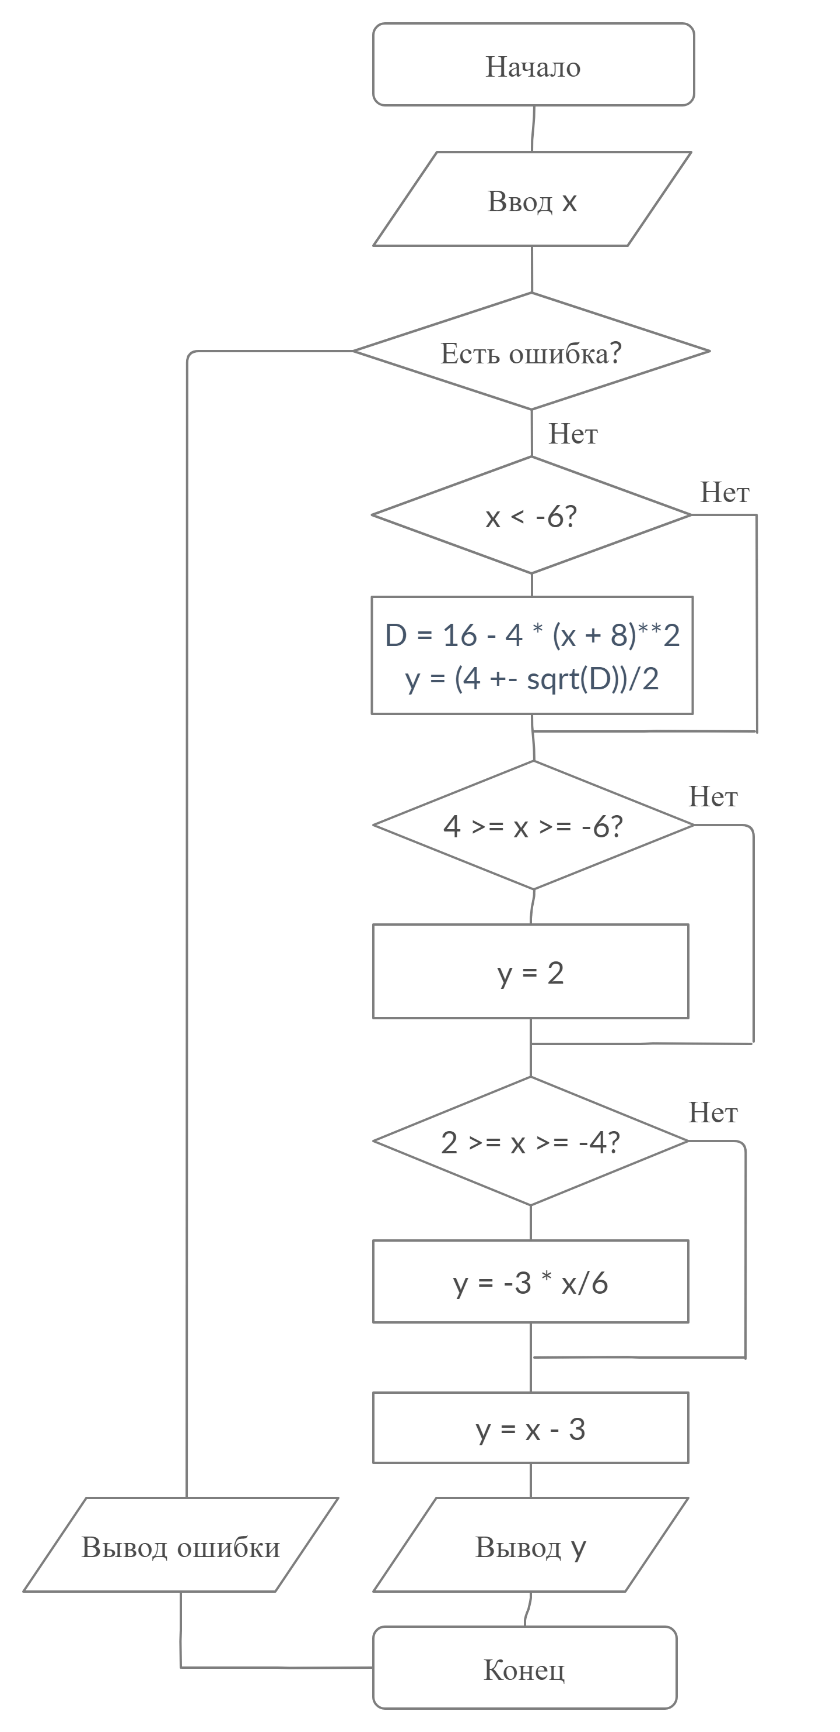 Начало
Ввод x
Есть ошибка?
Нет
Нет
x < -6?
D = 16 - 4 * (x + 8)**2
y = (4 +- sqrt(D))/2
Нет
4 >= x >= -6?
y = 2
Нет
2 >= x >= -4?
y = -3 * x/6
y = x - 3
Вывод ошибки
Вывод y
Конец